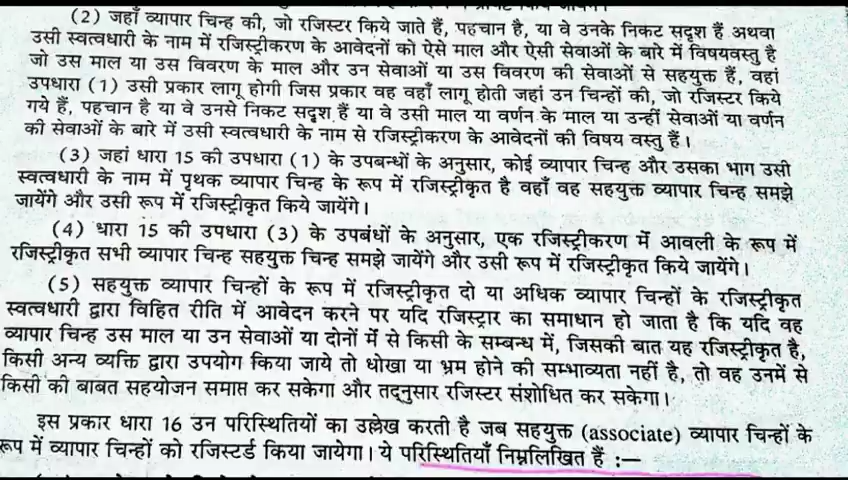 (2) जहाँ व्यापार चिन्ह की, जो रजिस्टर किये जाते हैं, पहचान है, या वे उनके निकट सदृश हैं अथवा
उसी स्वत्वधारी के नाम में रजिस्ट्रीकरण के आवेदनों को ऐसे माल और ऐसी सेवाओं के बारे में विषयवस्तु है
जो उस माल या उस विवरण के माल और उन सेवाओं या उस विवरण की सेवाओं से सहयुक्त हैं, वहां
उपधारा (1) उसी प्रकार लागू होगी जिस प्रकार वह वहाँ लागू होती जहां उन चिन्हों की, जो रजिस्टर किये
गये हैं, पहचान है या वे उनसे निकट सदृश हैं या वे उसी माल या वर्णन के माल या उन्हीं सेवाओं या वर्णन
की सेवाओं के बारे में उसी स्वत्वधारी के नाम से रजिस्ट्रीकरण के आवेदनों की विषय वस्तु हैं।
(3) जहां धारा 15 की उपधारा (1) के उपबन्धों के अनुसार, कोई व्यापार चिन्ह और उसका भाग उसी
स्वत्वधारी के नाम में पृथक व्यापार चिन्ह के रूप में रजिस्ट्रीकृत है वहाँ वह सहयुक्त व्यापार चिन्ह समझे
जायेंगे और उसी रूप में रजिस्ट्रीकृत किये जायेंगे।
(4) धारा 15 की उपधारा (3) के उपबंधों के अनुसार, एक रजिस्ट्रीकरण में आवली के रूप में
रजिस्ट्रीकृत सभी व्यापार चिन्ह सहयुक्त चिन्ह समझे जायेंगे और उसी रूप में रजिस्ट्रीकृत किये जायेंगे।
(5) सहयुक्त व्यापार चिन्हों के रूप में रजिस्ट्रीकृत दो या अधिक व्यापार चिन्हों के रजिस्ट्रीकृत
स्वत्वधारी द्वारा विहित रीति में आवेदन करने पर यदि रजिस्ट्रार का समाधान हो जाता है कि यदि वह
व्यापार चिन्ह उस माल या उन सेवाओं या दोनों में से किसी के सम्बन्ध में, जिसकी बात यह रजिस्ट्रीकृत है,
किसी अन्य व्यक्ति द्वारा उपयोग किया जाये तो धोखा या भ्रम होने की सम्भाव्यता नहीं है, तो वह उनमें से
किसी की बाबत सहयोजन समाप्त कर सकेगा और तद्नुसार रजिस्टर संशोधित कर सकेगा।
इस प्रकार धारा 16 उन परिस्थितियों का उल्लेख करती है जब सहयुक्त (associate) व्यापार चिन्हों के
रूप में व्यापार चिन्हों को रजिस्टर्ड किया जायेगा। ये परिस्थितियाँ निम्नलिखित हैं :—